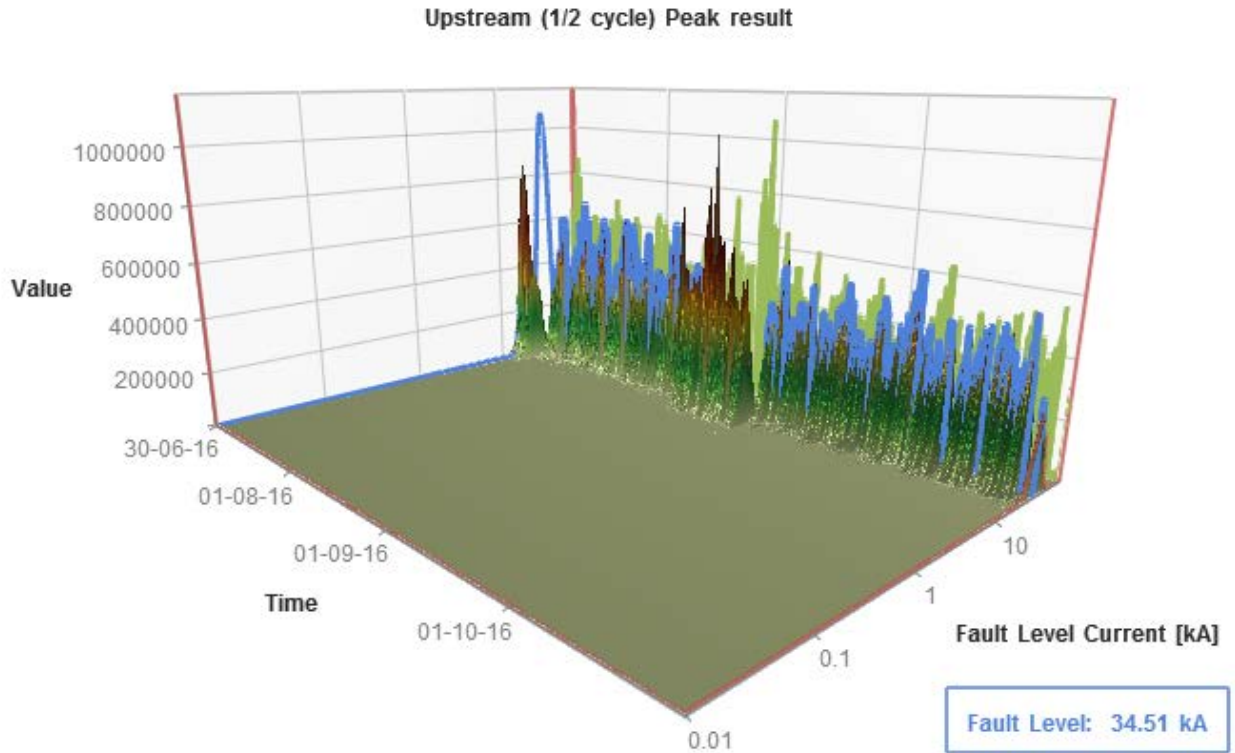 Upstream (1/2 cycle) Peak result
1000000
800000
600000
Value
400000
200000
30-06-16
01-08-16
01-09-16
10
Time
1
01-10-16
Fault Level Current [kA]
0.1
Fault Level: 34.51 kA
0.01